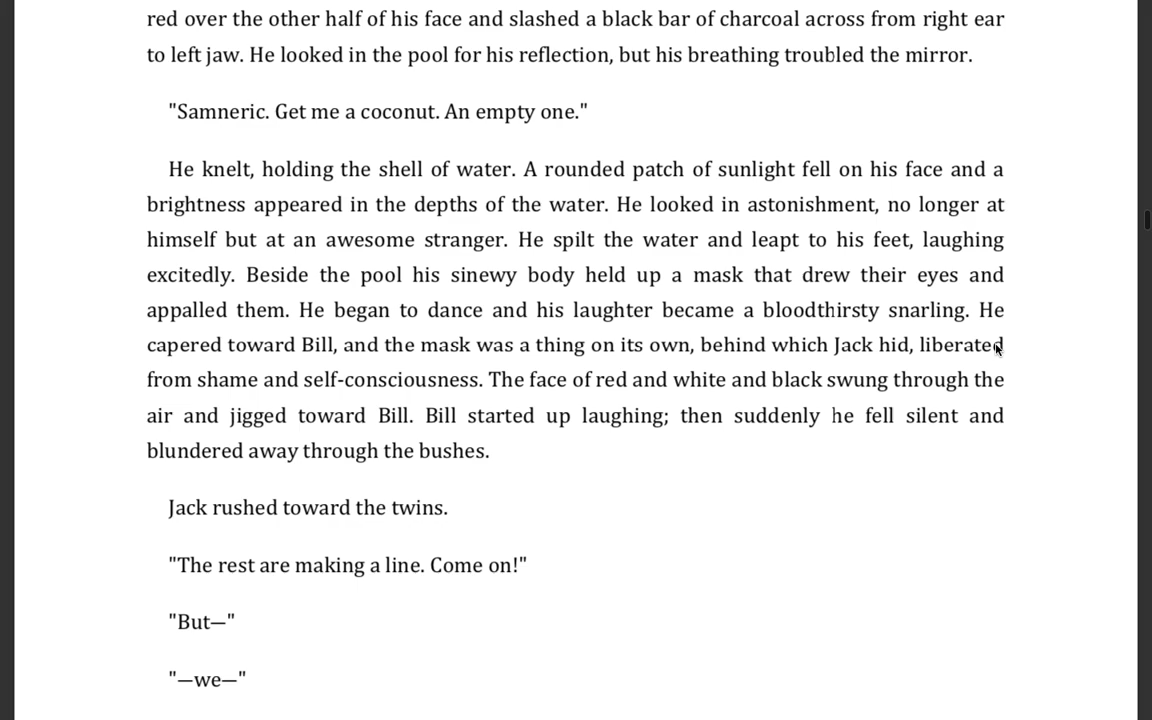 red over the other half of his face and slashed a black bar of charcoal across from right ear
to left jaw. He looked in the pool for his reflection, but his breathing troubled the mirror.
"Samneric. Get me a coconut. An empty one."
He knelt, holding the shell of water. A rounded patch of sunlight fell on his face and a
brightness appeared in the depths of the water. He looked in astonishment, no longer at
himself but at an awesome stranger. He spilt the water and leapt to his feet, laughing
excitedly. Beside the pool his sinewy body held up a mask that drew their eyes and
appalled them. He began to dance and his laughter became a bloodthirsty snarling. He
capered toward Bill, and the mask was a thing on its own, behind which Jack hid, liberated
from shame and self-consciousness. The face of red and white and black swung through the
air and jigged toward Bill. Bill started up laughing; then suddenly he fell silent and
blundered away through the bushes.
Jack rushed toward the twins.
"The rest are making a line. Come on!"
"But—"
"—we—"